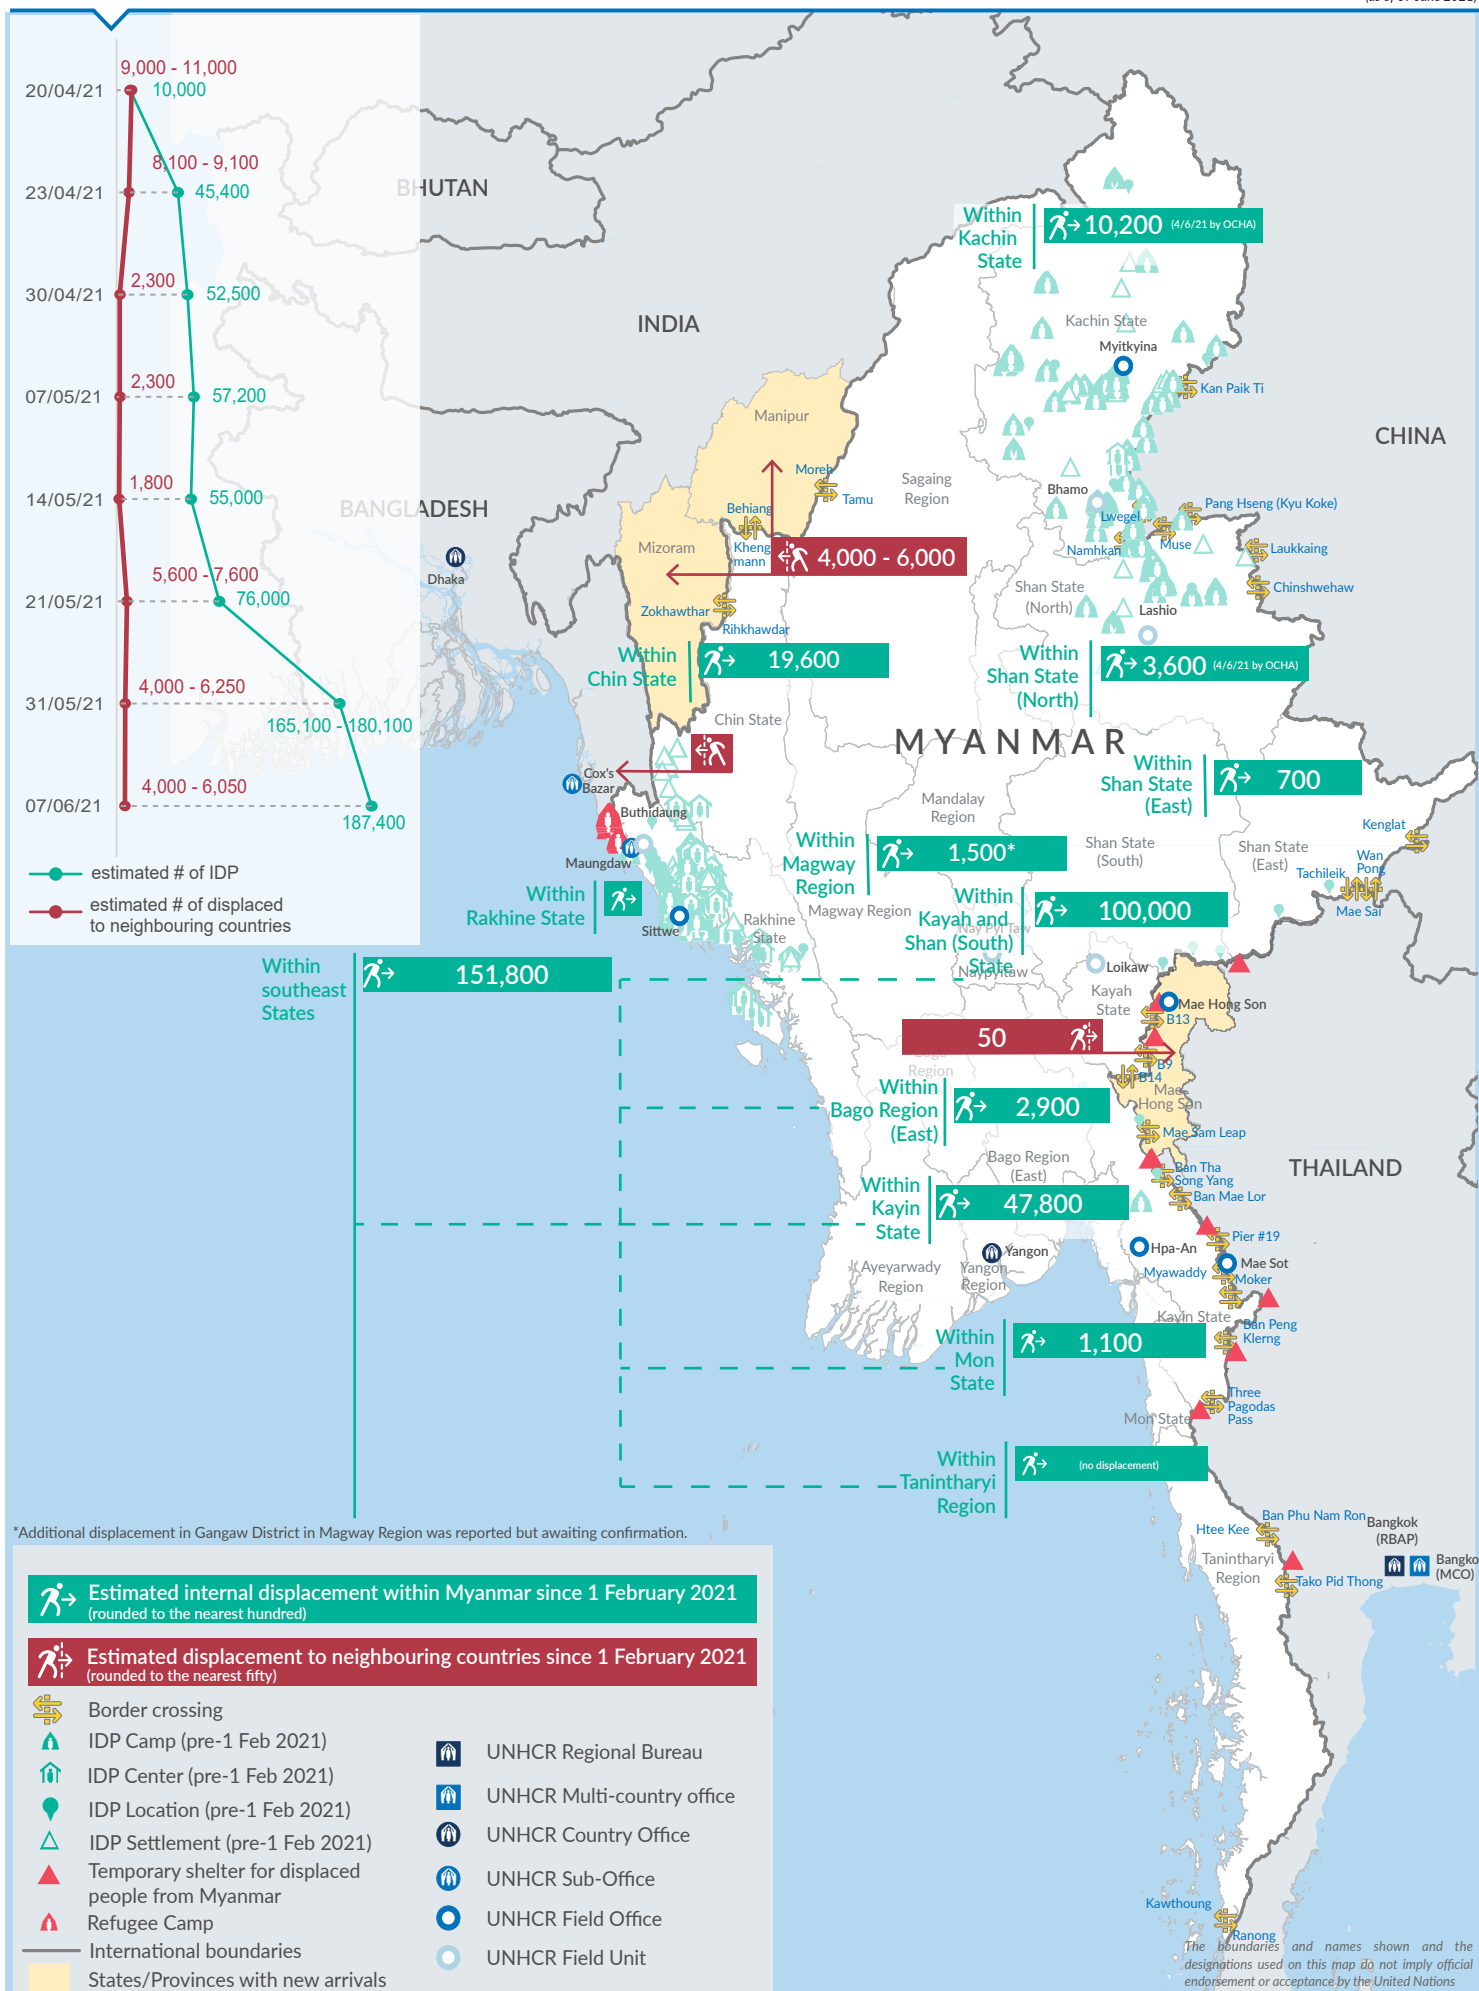 20/04/21
9,000 - 11,000
10,000
23/04/21
8,100 - 9,100
45,400
30/04/21
2,300
52,500
07/05/21
2,300
57,200
14/05/21
1,800
55,000
21/05/21
5,600 - 7,600
76,000
31/05/21
4,000 - 6,250
165,100 - 180,100
07/06/21
4,000 - 6,050
187,400
estimated # of IDP
estimated # of displaced
to neighbouring countries
BHUTAN
INDIA
BANGLADESH
CHINA
MYANMAR
THAILAND
Within
Kachin
State
10,200 (4/6/21 by OCHA)
Kachin State
Myitkyina
Kan Paik Ti
Manipur
Moreh
Tamu
Sagaing
Region
Bhamo
Lwegel
Pang Hseng (Kyu Koke)
Namhkan
Muse
Laukkaing
Chinshwehaw
Behiang
Kheng
mann
Mizoram
4,000 - 6,000
Dhaka
Zokhawthar
Rihkhawdar
Shan State
(North)
Lashio
Within
Chin State
19,600
Within
Shan State
(North)
3,600 (4/6/21 by OCHA)
Chin State
Within
Shan State
(East)
700
Cox's
Bazar
Buthidaung
Maungdaw
Mandalay
Region
Within
Magway
Region
1,500*
Shan State
(South)
Shan State
(East)
Kenglat
Wan
Pong
Tachileik
Mae Sai
Within
Rakhine State
Sittwe
Rakhine
State
Magway Region
Within
Kayah and
Shan (South)
State
100,000
Nay Pyi Taw
Naypyitaw
Loikaw
Kayah
State
Mae Hong Son
B13
Within
southeast
States
151,800
50
Bago
Region
B9
B14
Mae
Hong Son
Within
Bago Region
(East)
2,900
Mae Sam Leap
Bago Region
(East)
Ban Tha
Song Yang
Ban Mae Lor
Within
Kayin
State
47,800
Pier #19
Yangon
Yangon
Region
Hpa-An
Mae Sot
Myawaddy
Moker
Ayeyarwady
Region
Kayin State
Ban Peng
Klerng
Within
Mon
State
1,100
Three
Pagodas
Pass
Mon State
Within
Tanintharyi
Region
(no displacement)
Ban Phu Nam Ron
Htee Kee
Bangkok
(RBAP)
Tanintharyi
Region
Tako Pid Thong
(MCO)
Kawthoung
Ranong
*Additional displacement in Gangaw District in Magway Region was reported but awaiting confirmation.
Estimated internal displacement within Myanmar since 1 February 2021
(rounded to the nearest hundred)
Estimated displacement to neighbouring countries since 1 February 2021
(rounded to the nearest fifty)
Border crossing
IDP Camp (pre-1 Feb 2021)
IDP Center (pre-1 Feb 2021)
IDP Location (pre-1 Feb 2021)
IDP Settlement (pre-1 Feb 2021)
Temporary shelter for displaced
people from Myanmar
Refugee Camp
International boundaries
States/Provinces with new arrivals
UNHCR Regional Bureau
UNHCR Multi-country office
UNHCR Country Office
UNHCR Sub-Office
UNHCR Field Office
UNHCR Field Unit
The boundaries and names shown and the
designations used on this map do not imply official
endorsement or acceptance by the United Nations